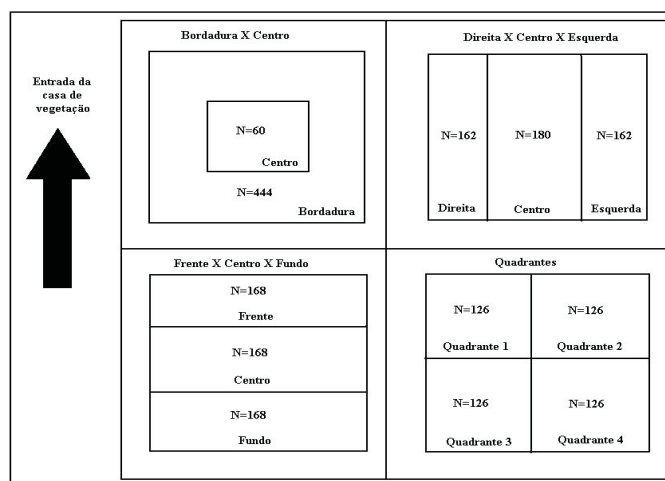 Entrada da
casa de
vegetação
Bordadura X Centro
N=60
Centro
N=444
Bordadura
Direita X Centro X Esquerda
N=162 N=180 N=162
Direita Centro Esquerda
Frente X Centro X Fundo
N=168
Frente
N=168
Centro
N=168
Fundo
Quadrantes
N=126 N=126
Quadrante 1 Quadrante 2
N=126 N=126
Quadrante 3 Quadrante 4